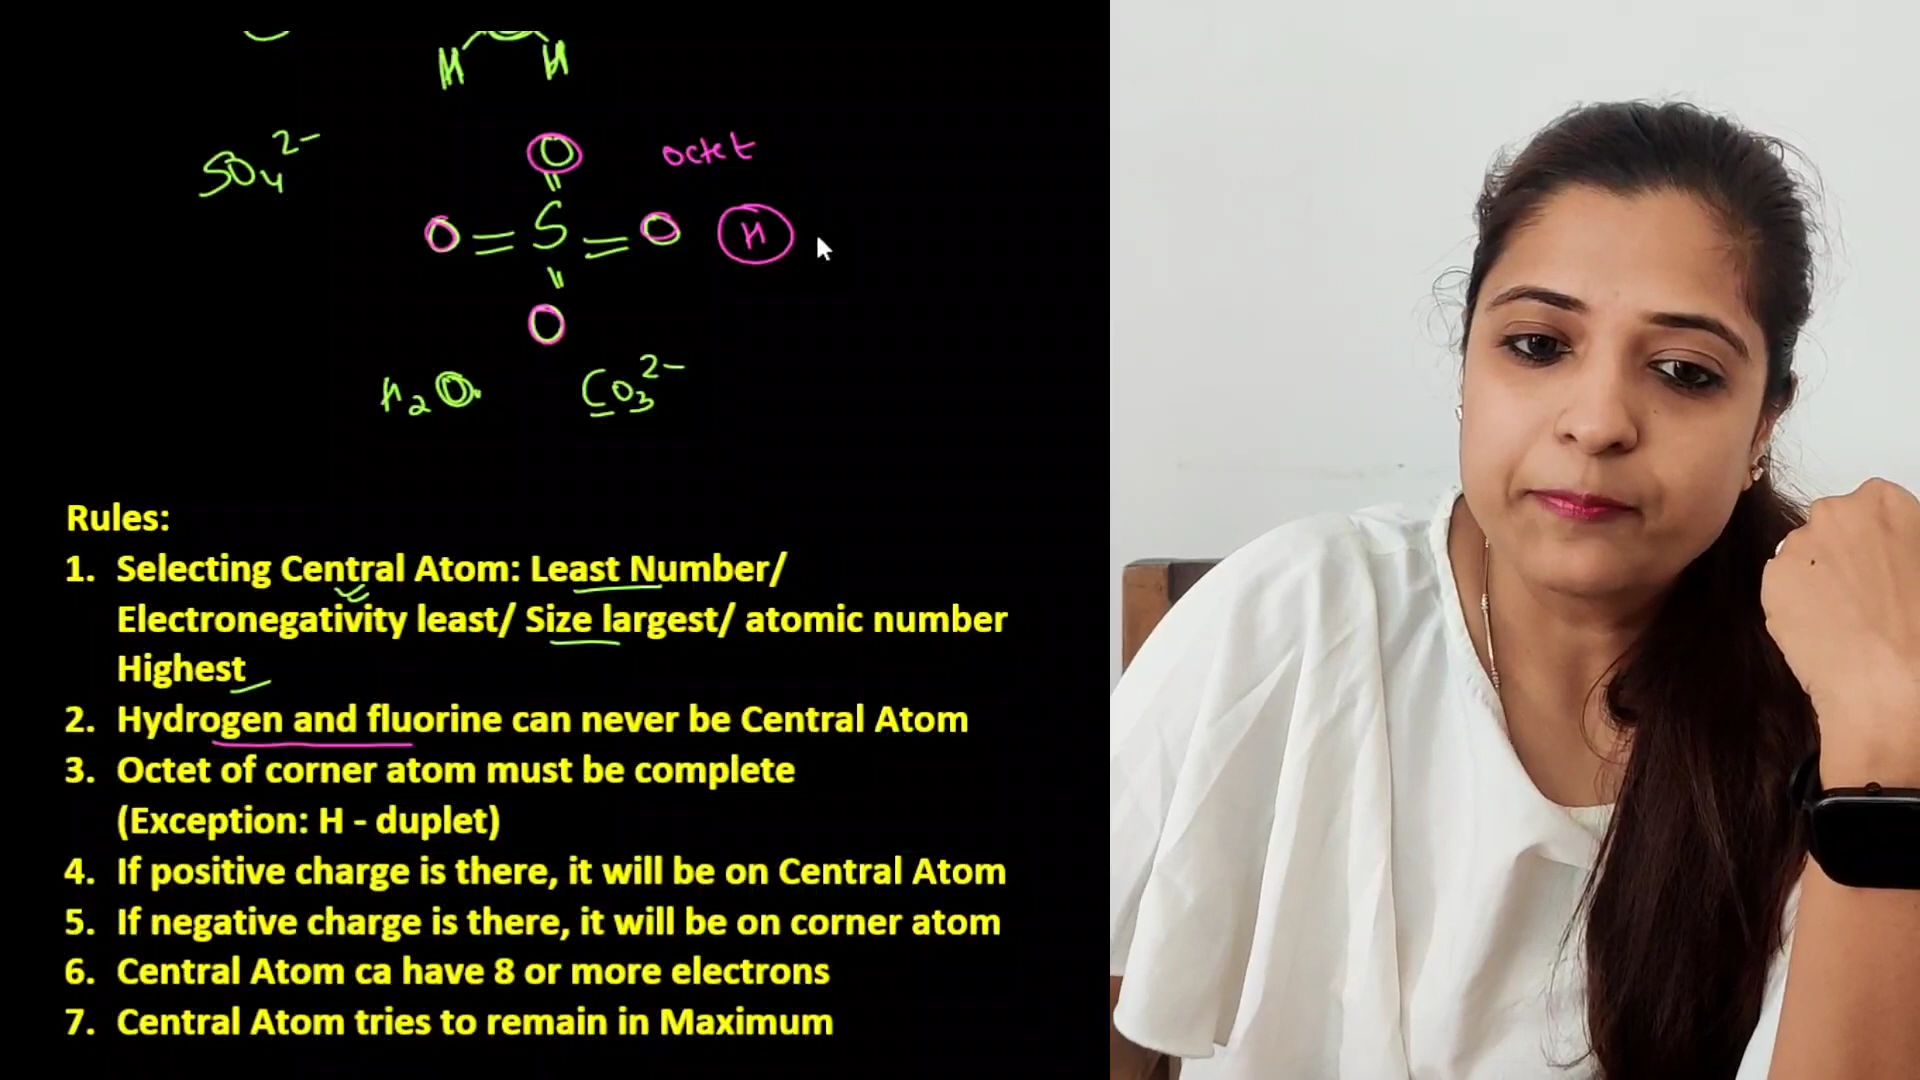 H H
SO₄²⁻
O octet
O = S = O H
O
H₂O CO₃²⁻
Rules:
1. Selecting Central Atom: Least Number/
Electronegativity least/ Size largest/ atomic number
Highest
2. Hydrogen and fluorine can never be Central Atom
3. Octet of corner atom must be complete
(Exception: H - duplet)
4. If positive charge is there, it will be on Central Atom
5. If negative charge is there, it will be on corner atom
6. Central Atom ca have 8 or more electrons
7. Central Atom tries to remain in Maximum